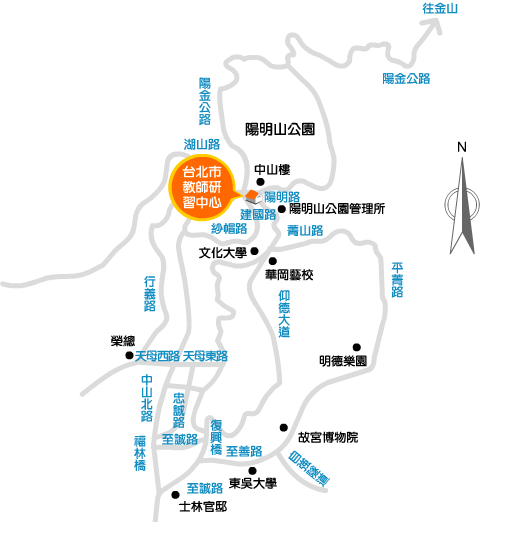 往金山
陽金公路
陽金公路
陽明山公園
湖山路
中山樓
台北市
教師研
習中心
陽明路
陽明山公園管理所
建國路
紗帽路
菁山路
文化大學
華岡藝校
平菁路
行義路
仰德大道
榮總
天母西路
天母東路
明德樂園
中山北路
忠誠路
復興橋
故宮博物院
福林橋
至誠路
至善路
自強隧道
東吳大學
至誠路
士林官邸
N